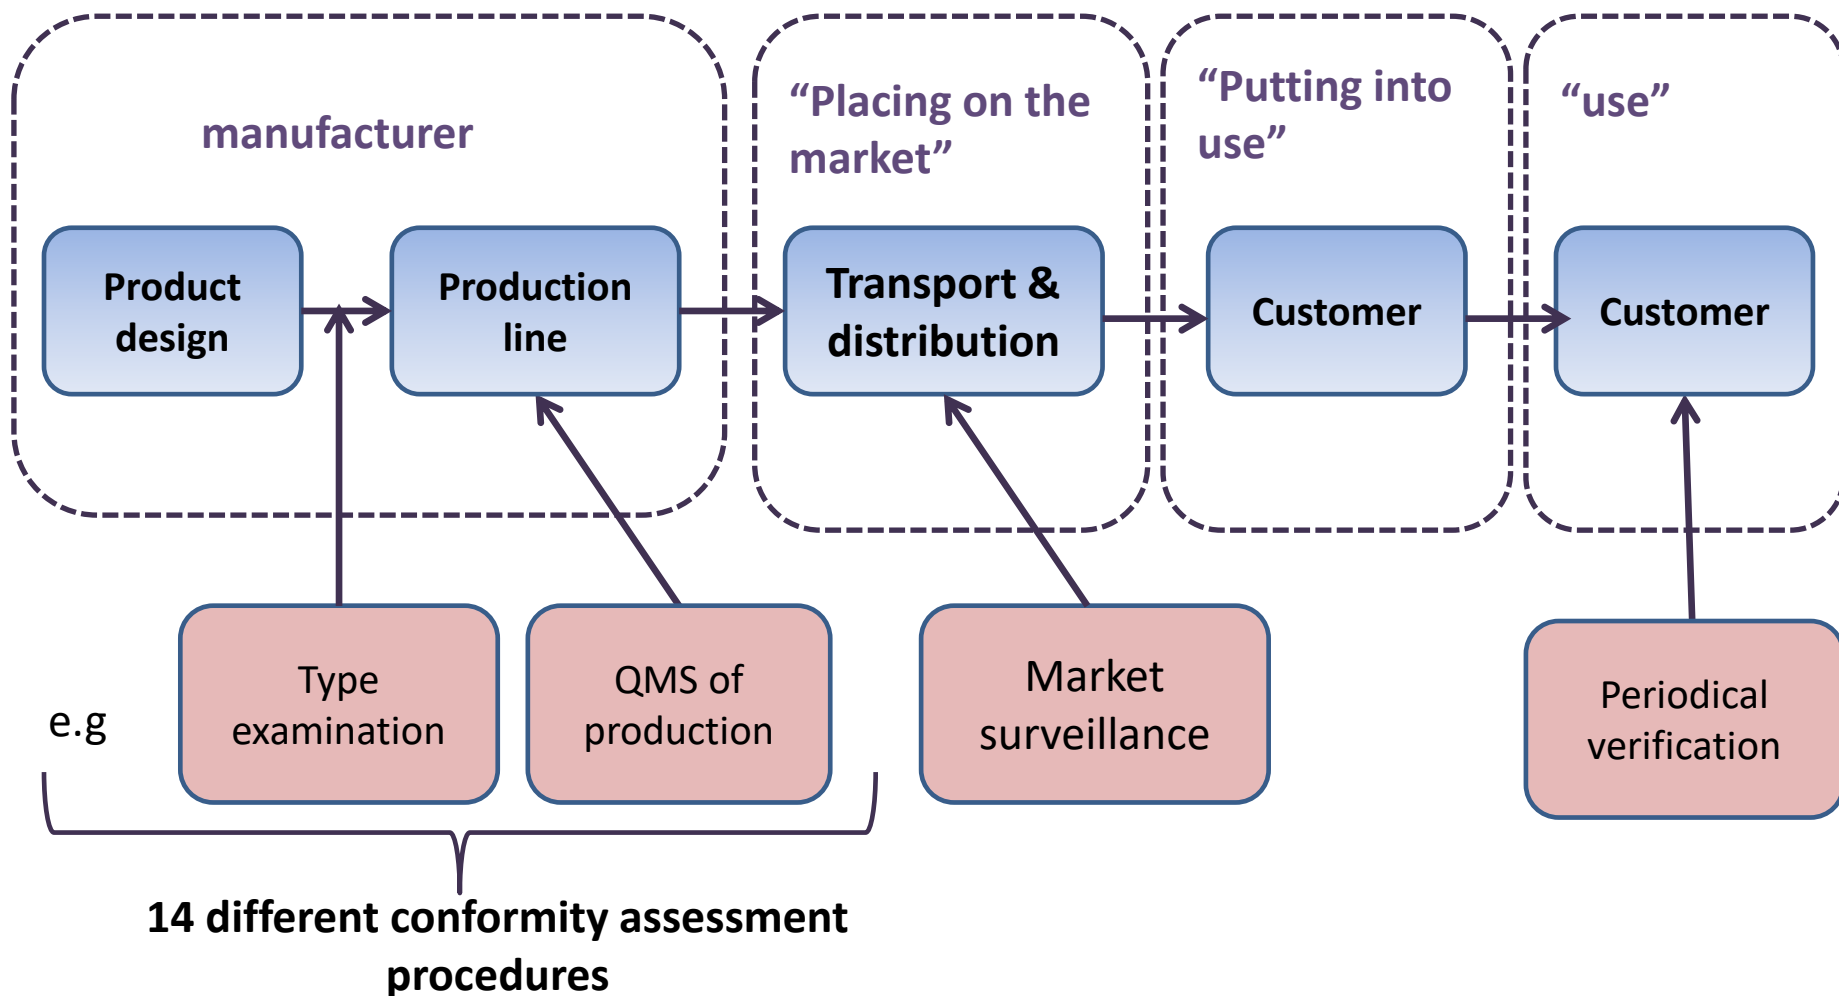 manufacturer
“Placing on the
market”
“Putting into
use”
“use”
Product
design
Production
line
Transport &
distribution
Customer
Customer
e.g
Type
examination
QMS of
production
Market
surveillance
Periodical
verification
14 different conformity assessment
procedures